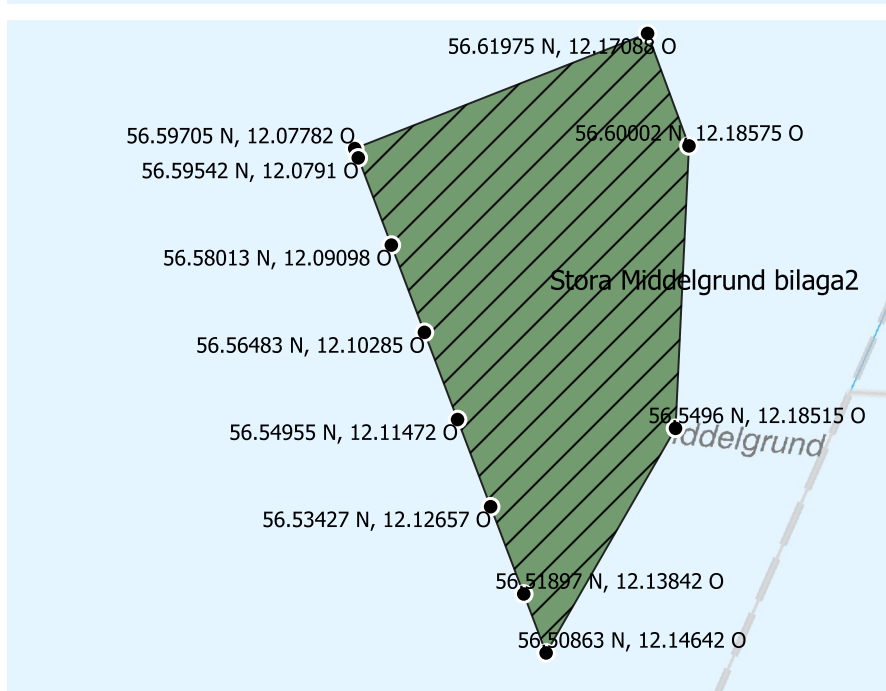 56.61975 N, 12.17088 O
56.59705 N, 12.07782 O
56.60002 N, 12.18575 O
56.59542 N, 12.0791 O
56.58013 N, 12.09098 O
Stora Middelgrund bilaga2
56.56483 N, 12.10285 O
56.5496 N, 12.18515 O
56.54955 N, 12.11472 O
iddelgrund
56.53427 N, 12.12657 O
56.51897 N, 12.13842 O
56.50863 N, 12.14642 O